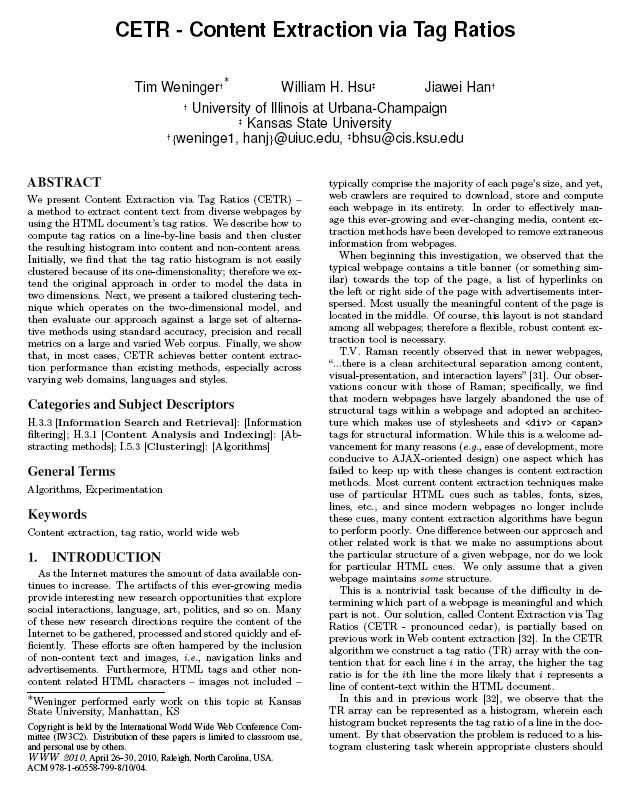 CETR - Content Extraction via Tag Ratios
Tim Weninger†* William H. Hsu‡ Jiawei Han†
† University of Illinois at Urbana-Champaign
‡ Kansas State University
†{weninge1, hanj}@uiuc.edu, ‡bhsu@cis.ksu.edu
ABSTRACT
We present Content Extraction via Tag Ratios (CETR) –
a method to extract content text from diverse webpages by
using the HTML document's tag ratios. We describe how to
compute tag ratios on a line-by-line basis and then cluster
the resulting histogram into content and non-content areas.
Initially, we find that the tag ratio histogram is not easily
clustered because of its one-dimensionality; therefore we ex-
tend the original approach in order to model the data in
two dimensions. Next, we present a tailored clustering tech-
nique which operates on the two-dimensional model, and
then evaluate our approach against a large set of alterna-
tive methods using standard accuracy, precision and recall
metrics on a large and varied Web corpus. Finally, we show
that, in most cases, CETR achieves better content extrac-
tion performance than existing methods, especially across
varying web domains, languages and styles.
Categories and Subject Descriptors
H.3.3 [Information Search and Retrieval]: [Information
filtering]; H.3.1 [Content Analysis and Indexing]: [Ab-
stracting methods]; I.5.3 [Clustering]: [Algorithms]
General Terms
Algorithms, Experimentation
Keywords
Content extraction, tag ratio, world wide web
1. INTRODUCTION
As the Internet matures the amount of data available con-
tinues to increase. The artifacts of this ever-growing media
provide interesting new research opportunities that explore
social interactions, language, art, politics, and so on. Many
of these new research directions require the content of the
Internet to be gathered, processed and stored quickly and ef-
ficiently. These efforts are often hampered by the inclusion
of non-content text and images, i.e., navigation links and
advertisements. Furthermore, HTML tags and other non-
content related HTML characters – images not included –
*Weninger performed early work on this topic at Kansas
State University, Manhattan, KS
Copyright is held by the International World Wide Web Conference Com-
mittee (IW3C2). Distribution of these papers is limited to classroom use,
and personal use by others.
WWW 2010, April 26–30, 2010, Raleigh, North Carolina, USA.
ACM 978-1-60558-799-8/10/04.
typically comprise the majority of each page's size, and yet,
web crawlers are required to download, store and compute
each webpage in its entirety. In order to effectively man-
age this ever-growing and ever-changing media, content ex-
traction methods have been developed to remove extraneous
information from webpages.
When beginning this investigation, we observed that the
typical webpage contains a title banner (or something sim-
ilar) towards the top of the page, a list of hyperlinks on
the left or right side of the page with advertisements inter-
spersed. Most usually the meaningful content of the page is
located in the middle. Of course, this layout is not standard
among all webpages; therefore a flexible, robust content ex-
traction tool is necessary.
T.V. Raman recently observed that in newer webpages,
"...there is a clean architectural separation among content,
visual-presentation, and interaction layers" [31]. Our obser-
vations concur with those of Raman; specifically, we find
that modern webpages have largely abandoned the use of
structural tags within a webpage and adopted an architec-
ture which makes use of stylesheets and <div> or <span>
tags for structural information. While this is a welcome ad-
vancement for many reasons (e.g., ease of development, more
conducive to AJAX-oriented design) one aspect which has
failed to keep up with these changes is content extraction
methods. Most current content extraction techniques make
use of particular HTML cues such as tables, fonts, sizes,
lines, etc., and since modern webpages no longer include
these cues, many content extraction algorithms have begun
to perform poorly. One difference between our approach and
other related work is that we make no assumptions about
the particular structure of a given webpage, nor do we look
for particular HTML cues. We only assume that a given
webpage maintains some structure.
This is a nontrivial task because of the difficulty in de-
termining which part of a webpage is meaningful and which
part is not. Our solution, called Content Extraction via Tag
Ratios (CETR - pronounced cedar), is partially based on
previous work in Web content extraction [32]. In the CETR
algorithm we construct a tag ratio (TR) array with the con-
tention that for each line i in the array, the higher the tag
ratio is for the ith line the more likely that i represents a
line of content-text within the HTML document.
In this and in previous work [32], we observe that the
TR array can be represented as a histogram, wherein each
histogram bucket represents the tag ratio of a line in the doc-
ument. By that observation the problem is reduced to a his-
togram clustering task wherein appropriate clusters should